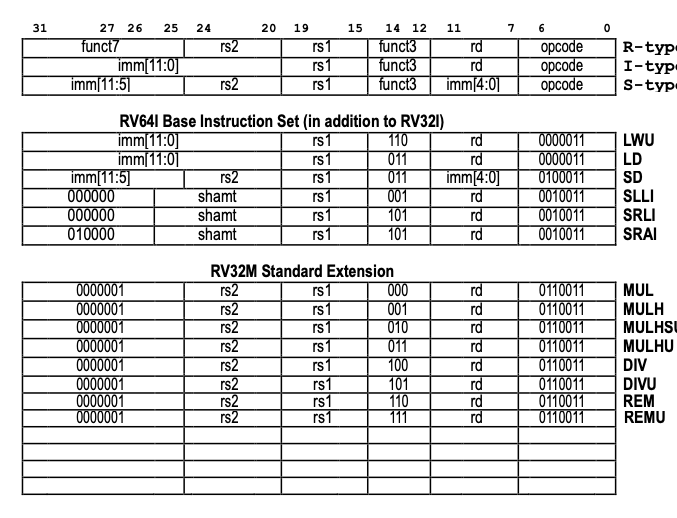 31 27 26 25 24 20 19 15 14 12 11 7 6 0
funct7 rs2 rs1 funct3 rd opcode R-type
imm[11:0] rs1 funct3 rd opcode I-type
imm[11:5] rs2 rs1 funct3 imm[4:0] opcode S-type
RV64I Base Instruction Set (in addition to RV32I)
imm[11:0] rs1 110 rd 0000011 LWU
imm[11:0] rs1 011 rd 0000011 LD
imm[11:5] rs2 rs1 011 imm[4:0] 0100011 SD
000000 shamt rs1 001 rd 0010011 SLLI
000000 shamt rs1 101 rd 0010011 SRLI
010000 shamt rs1 101 rd 0010011 SRAI
RV32M Standard Extension
0000001 rs2 rs1 000 rd 0110011 MUL
0000001 rs2 rs1 001 rd 0110011 MULH
0000001 rs2 rs1 010 rd 0110011 MULHSU
0000001 rs2 rs1 011 rd 0110011 MULHU
0000001 rs2 rs1 100 rd 0110011 DIV
0000001 rs2 rs1 101 rd 0110011 DIVU
0000001 rs2 rs1 110 rd 0110011 REM
0000001 rs2 rs1 111 rd 0110011 REMU